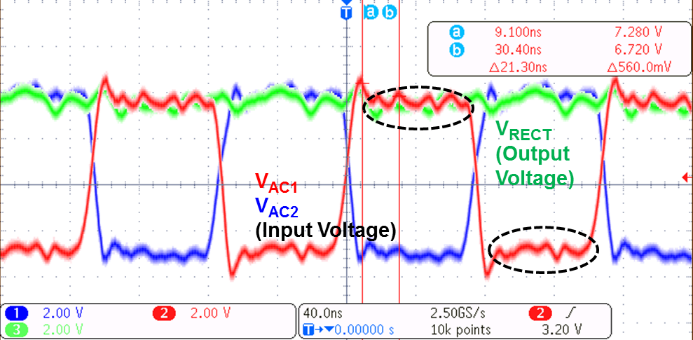 T a b
a 9.100ns 7.280 V
b 30.40ns 6.720 V
△21.30ns △560.0mV
VRECT
(Output
Voltage)
VAC1
VAC2
(Input Voltage)
1 2.00 V 2 2.00 V
3 2.00 V
40.0ns 2.50GS/s 2
T→▼0.00000 s 10k points 3.20 V